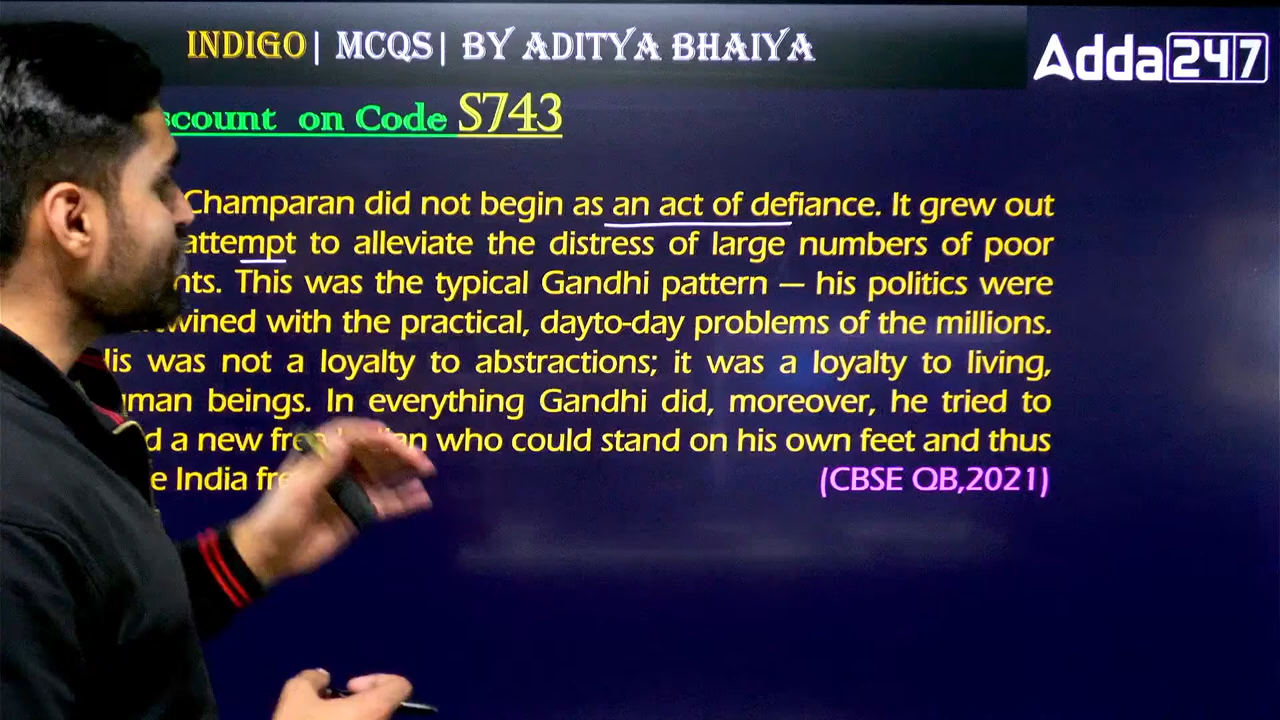 INDIGO| MCQS| BY ADITYA BHAIYA
Adda247
scount on Code S743
Champaran did not begin as an act of defiance. It grew out
attempt to alleviate the distress of large numbers of poor
nts. This was the typical Gandhi pattern — his politics were
wined with the practical, dayto-day problems of the millions.
is was not a loyalty to abstractions; it was a loyalty to living,
man beings. In everything Gandhi did, moreover, he tried to
d a new who could stand on his own feet and thus
e India
(CBSE QB,2021)